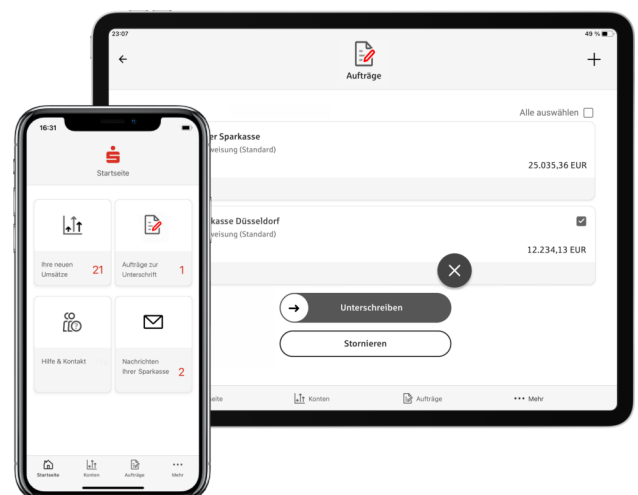 23:07
49 %
Aufträge
Alle auswählen
er Sparkasse
weisung (Standard)
25.035,36 EUR
kasse Düsseldorf
weisung (Standard)
12.234,13 EUR
Unterschreiben
Stornieren
seite
Konten
Aufträge
Mehr
16:31
Startseite
Ihre neuen
Umsätze
21
Aufträge zur
Unterschrift
1
Hilfe & Kontakt
Nachrichten
Ihrer Sparkasse
2
Startseite
Konten
Aufträge
Mehr